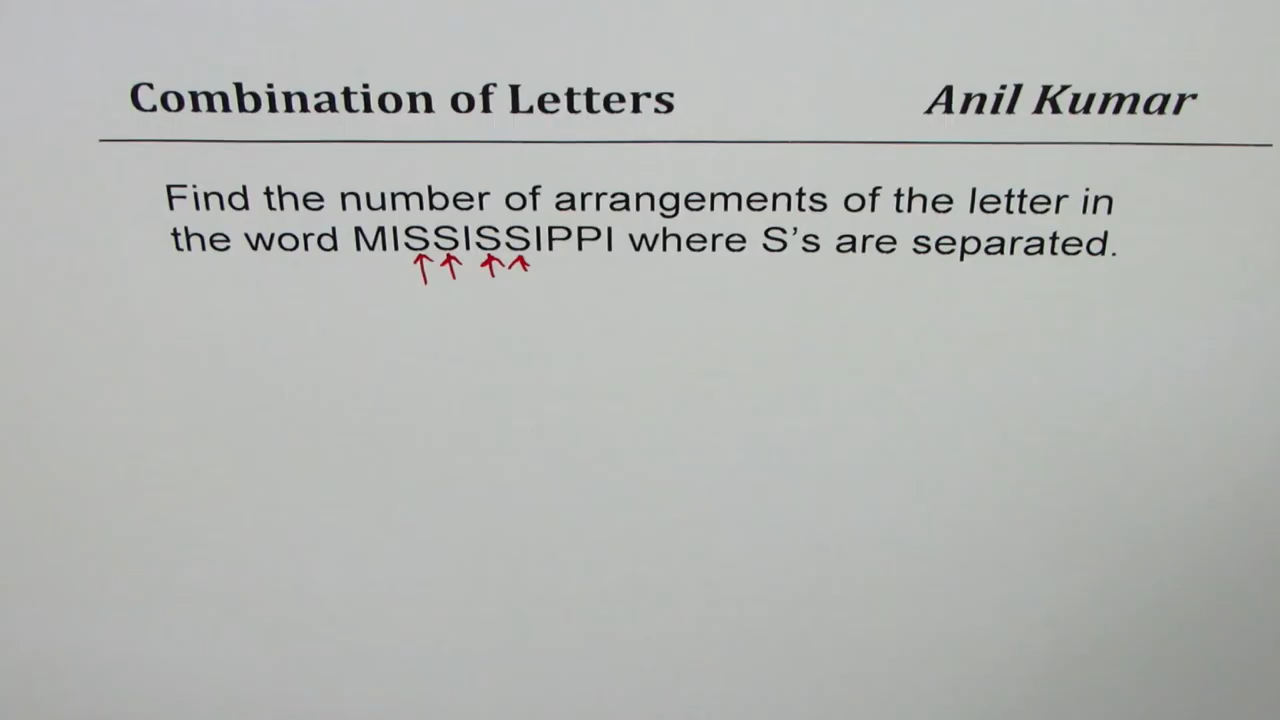 Combination of Letters Anil Kumar
Find the number of arrangements of the letter in
the word MISSISSIPPI where S's are separated.